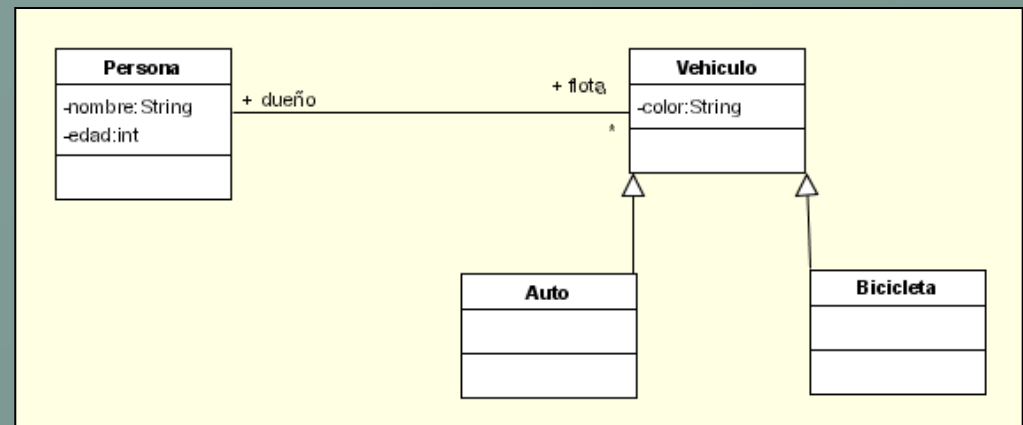 Persona
-nombre:String
-edad:int
+ dueño
+ flota
*
Vehiculo
-color:String
Auto
Bicicleta